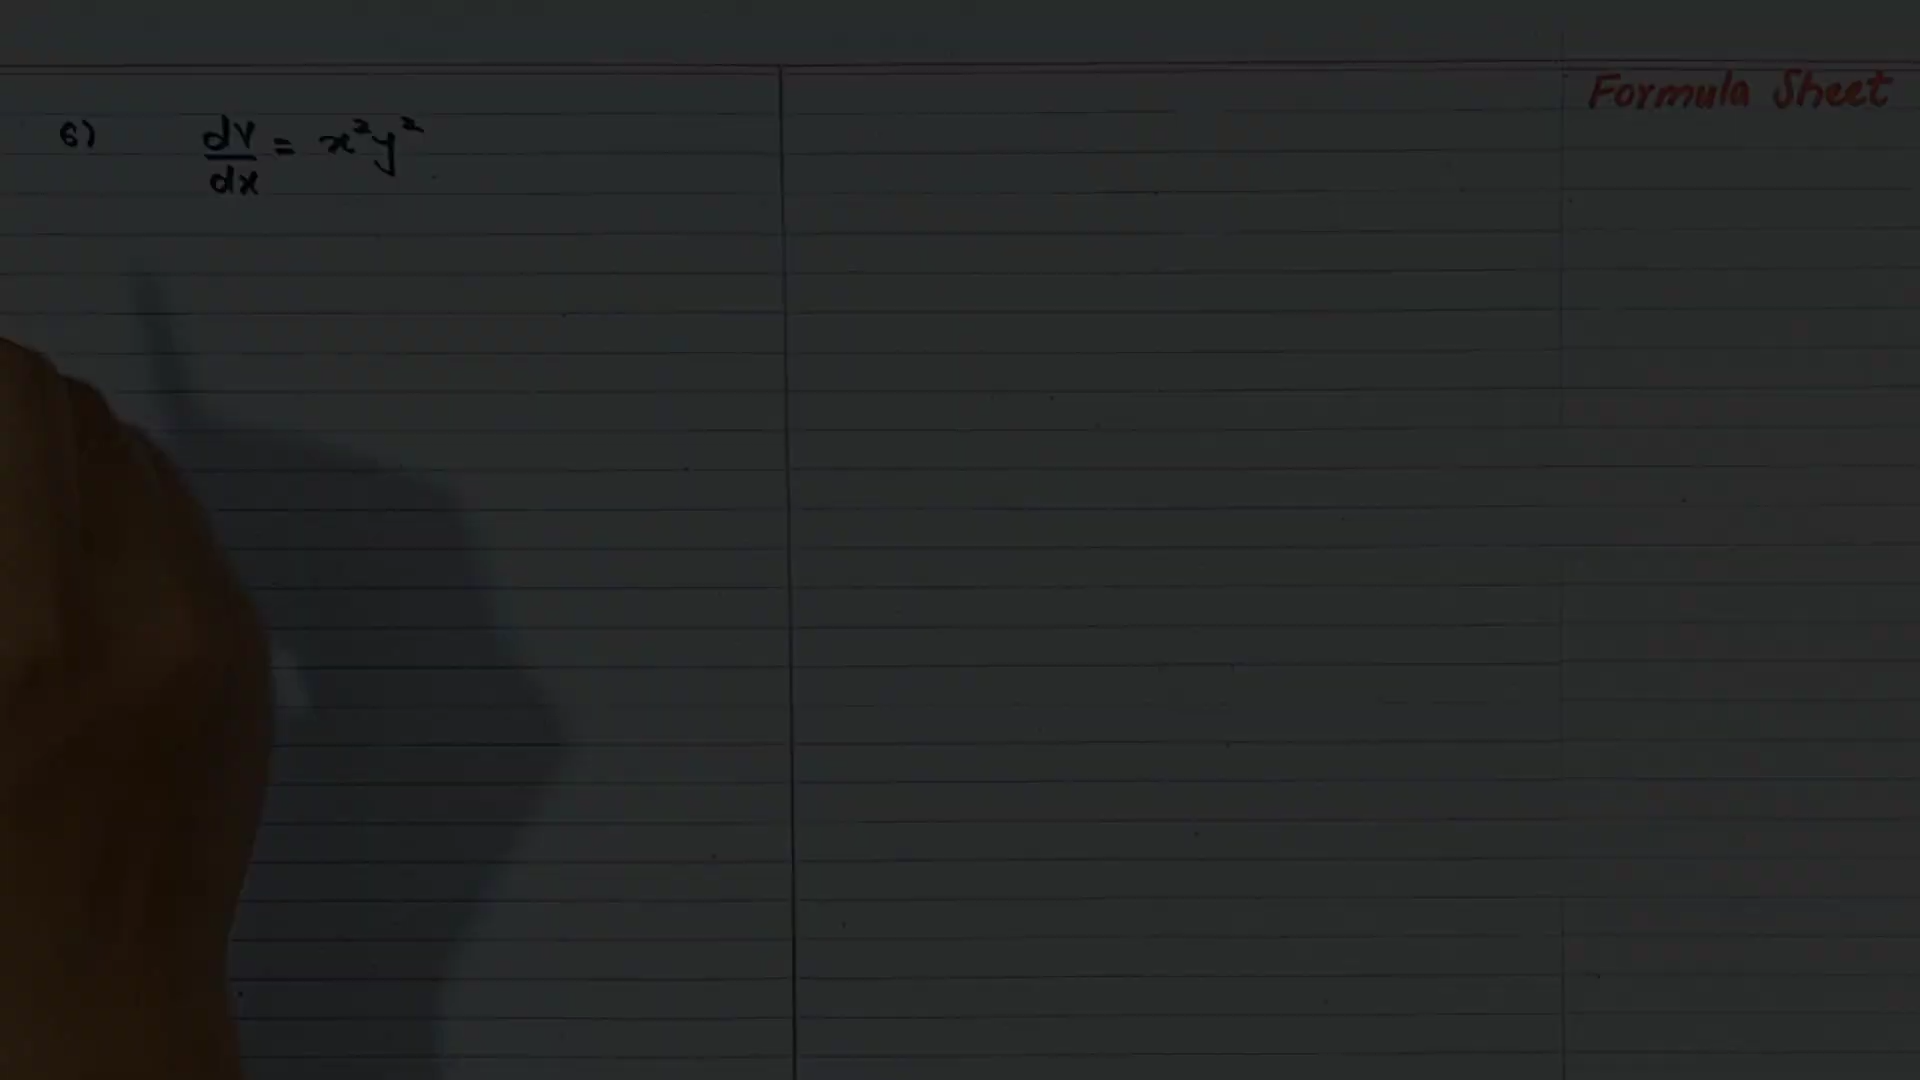 Formula Sheet
6) dy/dx = x²y²